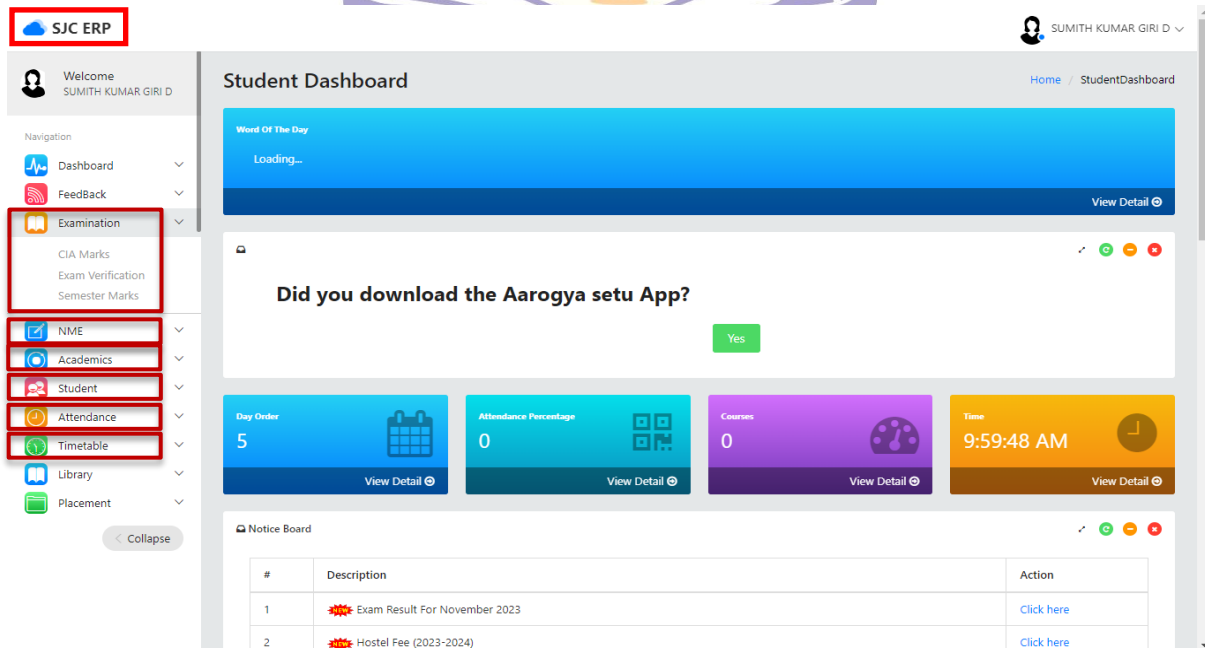 SJC ERP
SUMITH KUMAR GIRI D
Welcome
SUMITH KUMAR GIRI D
Navigation
Dashboard
FeedBack
Examination
CIA Marks
Exam Verification
Semester Marks
NME
Academics
Student
Attendance
Timetable
Library
Placement
Collapse
Student Dashboard
Home / StudentDashboard
Word Of The Day
Loading...
View Detail
Did you download the Aarogya setu App?
Yes
Day Order
5
View Detail
Attendance Percentage
0
View Detail
Courses
0
View Detail
Time
9:59:48 AM
View Detail
Notice Board
# Description Action
1 NEW Exam Result For November 2023 Click here
2 NEW Hostel Fee (2023-2024) Click here